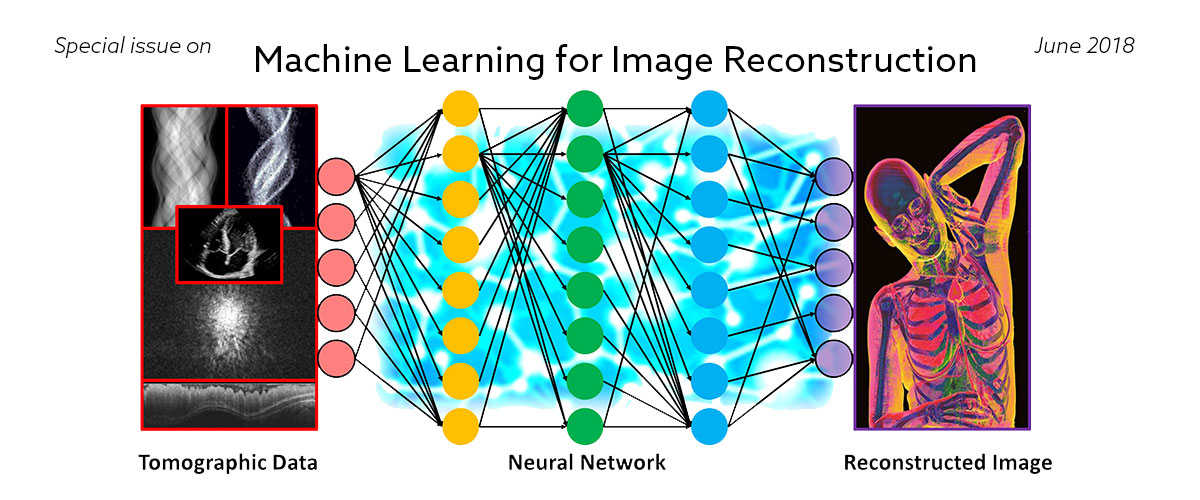 Special issue on
Machine Learning for Image Reconstruction
June 2018
Tomographic Data
Neural Network
Reconstructed Image